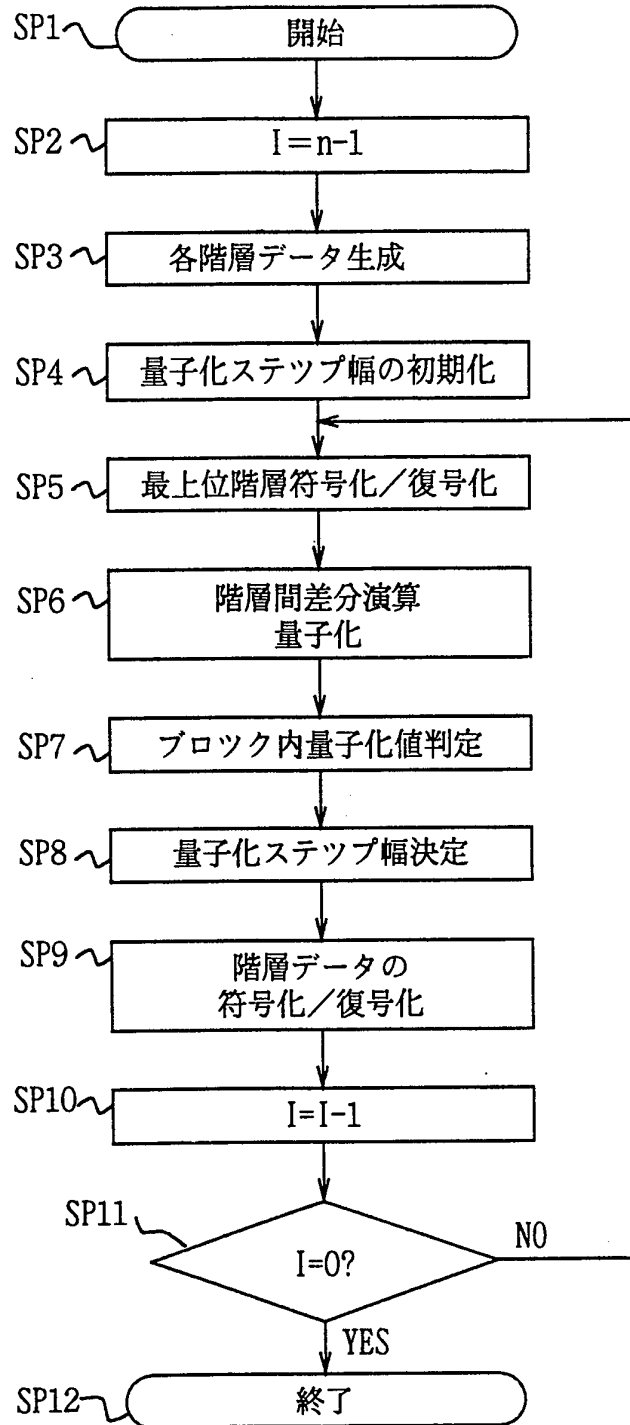 SP1
開始
SP2
I=n-1
SP3
各階層データ生成
SP4
量子化ステツプ幅の初期化
SP5
最上位階層符号化／復号化
SP6
階層間差分演算
量子化
SP7
ブロツク内量子化値判定
SP8
量子化ステツプ幅決定
SP9
階層データの
符号化／復号化
SP10
I=I-1
SP11
I=0?
NO
YES
SP12
終了